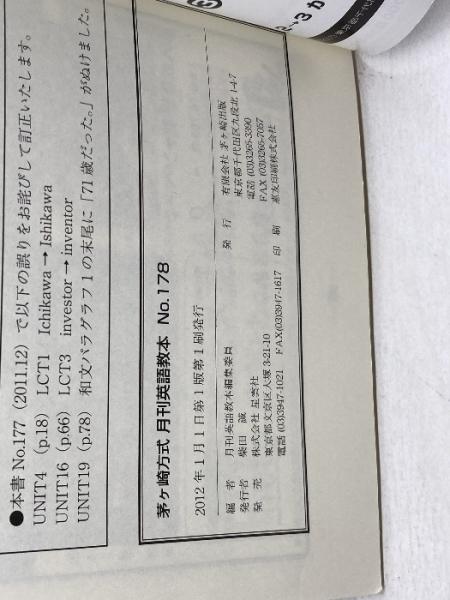 ●本書 No.177 (2011.12) で以下の誤りをお詫びして訂正いたします。
UNIT4 (p.18) LCT1 Ichikawa → Ishikawa
UNIT16 (p.66) LCT3 investor → inventor
UNIT19 (p.78) 和文パラグラフ1の末尾に「71歳だった。」がぬけました。
茅ヶ崎方式 月刊英語教本 No.178
2012年1月1日第1版第1刷発行
編者 月刊英語教本編集委員
発行者 柴田 誠
発売 株式会社 星雲社
東京都文京区大塚 3-21-10
電話 (03)3947-1021 FAX(03)3947-1617
発行 有限会社 茅ヶ崎出版
東京都千代田区九段北 1-4-7
電話 (03)3265-3390
FAX (03)3265-7057
印刷 恵友印刷株式会社